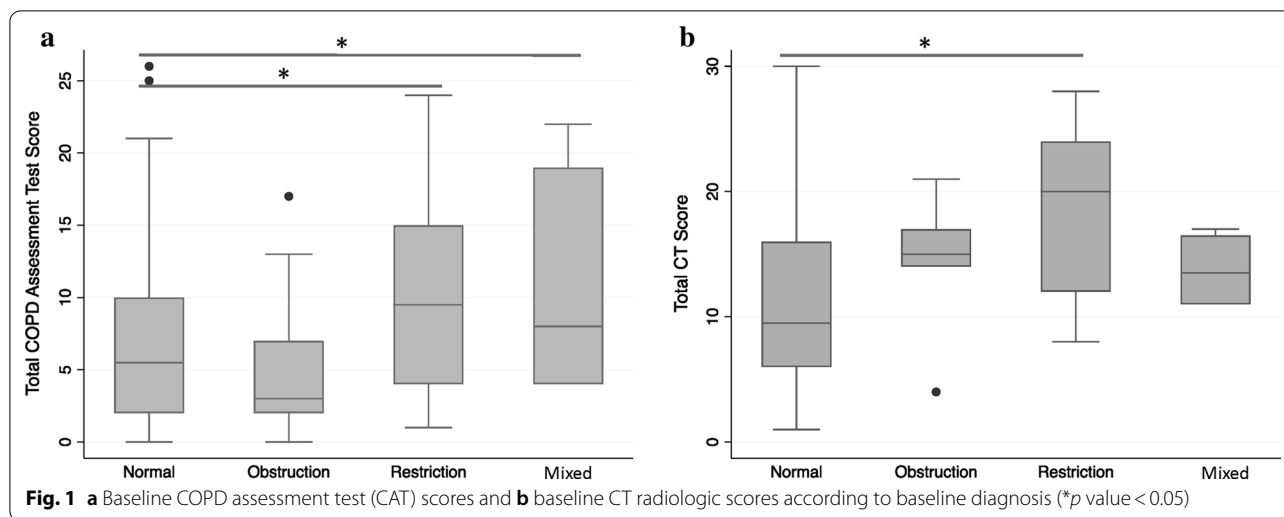 a
*
*
Total COPD Assessment Test Score
25
20
15
10
5
0
Normal Obstruction Restriction Mixed
b
*
Total CT Score
30
20
10
0
Normal Obstruction Restriction Mixed
Fig. 1 a Baseline COPD assessment test (CAT) scores and b baseline CT radiologic scores according to baseline diagnosis (*p value < 0.05)